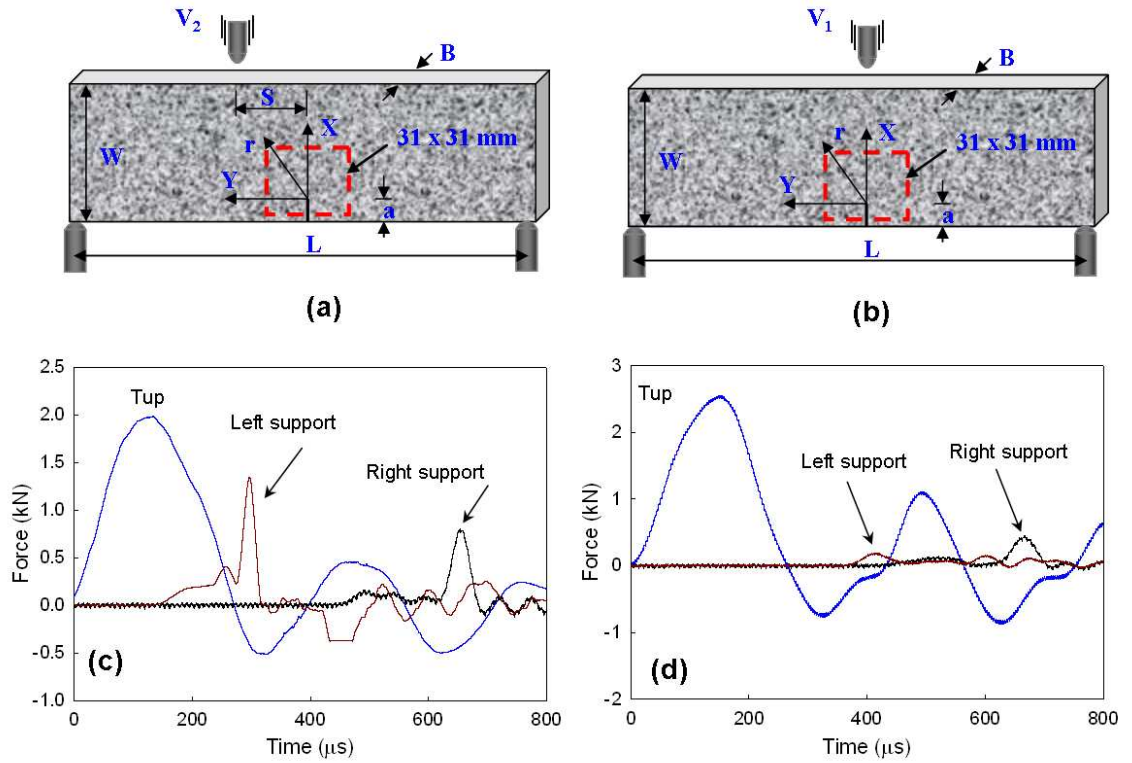 V2
B
S
X
r
31 x 31 mm
W
Y
a
L
(a)
V1
B
X
r
31 x 31 mm
W
Y
a
L
(b)
2.5
2.0
1.5
1.0
0.5
0.0
-0.5
-1.0
Force (kN)
Tup
Left support
Right support
(c)
0 200 400 600 800
Time (μs)
3
2
1
0
-1
-2
Force (kN)
Tup
Left support
Right support
(d)
0 200 400 600 800
Time (μs)